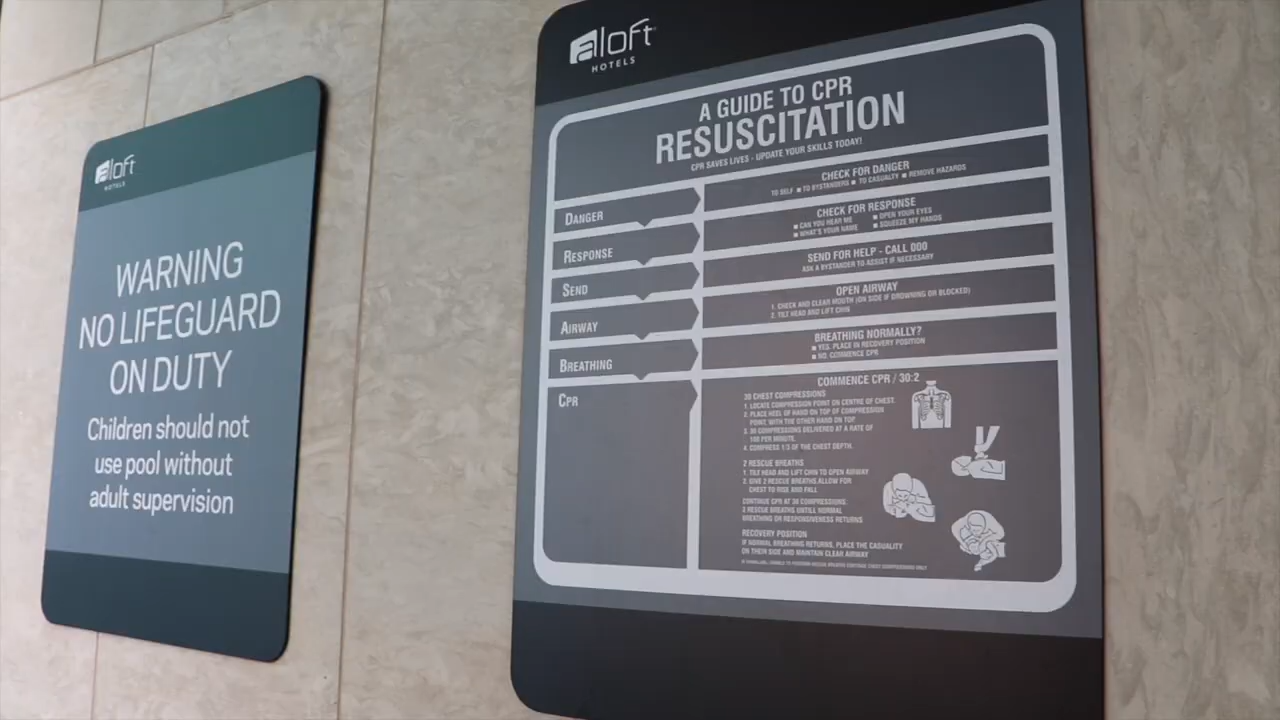 aloft
HOTELS
WARNING
NO LIFEGUARD
ON DUTY
Children should not
use pool without
adult supervision
aloft
HOTELS
A GUIDE TO CPR
RESUSCITATION
CPR SAVES LIVES - UPDATE YOUR SKILLS TODAY!
DANGER
CHECK FOR DANGER
TO SELF ■ TO BYSTANDERS ■ TO CASUALTY ■ REMOVE HAZARDS
RESPONSE
CHECK FOR RESPONSE
■ CAN YOU HEAR ME ■ OPEN YOUR EYES
■ WHAT'S YOUR NAME ■ SQUEEZE MY HANDS
SEND
SEND FOR HELP - CALL 000
ASK A BYSTANDER TO ASSIST IF NECESSARY
AIRWAY
OPEN AIRWAY
1. CHECK AND CLEAR MOUTH (ON SIDE IF DROWNING OR BLOCKED)
2. TILT HEAD AND LIFT CHIN
BREATHING
BREATHING NORMALLY?
■ YES. PLACE IN RECOVERY POSITION
■ NO. COMMENCE CPR
CPR
COMMENCE CPR / 30:2
30 CHEST COMPRESSIONS
1. LOCATE COMPRESSION POINT ON CENTRE OF CHEST.
2. PLACE HEEL OF HAND ON TOP OF COMPRESSION
POINT, WITH THE OTHER HAND ON TOP
3. 30 COMPRESSIONS DELIVERED AT A RATE OF
100 PER MINUTE.
4. COMPRESS 1/3 OF THE CHEST DEPTH.
2 RESCUE BREATHS
1. TILT HEAD AND LIFT CHIN TO OPEN AIRWAY
2. GIVE 2 RESCUE BREATHS, ALLOW FOR
CHEST TO RISE AND FALL
CONTINUE CPR AT 30 COMPRESSIONS:
2 RESCUE BREATHS UNTILL NORMAL
BREATHING OR RESPONSIVENESS RETURNS
RECOVERY POSITION
IF NORMAL BREATHING RETURNS, PLACE THE CASUALITY
ON THEIR SIDE AND MAINTAIN CLEAR AIRWAY